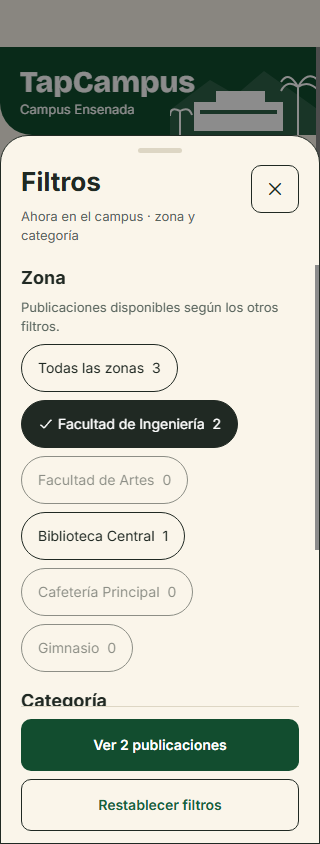 TapCampus
Campus Ensenada
Filtros
Ahora en el campus · zona y
categoría
Zona
Publicaciones disponibles según los otros
filtros.
Todas las zonas 3
Facultad de Ingeniería 2
Facultad de Artes 0
Biblioteca Central 1
Cafetería Principal 0
Gimnasio 0
Categoría
Ver 2 publicaciones
Restablecer filtros